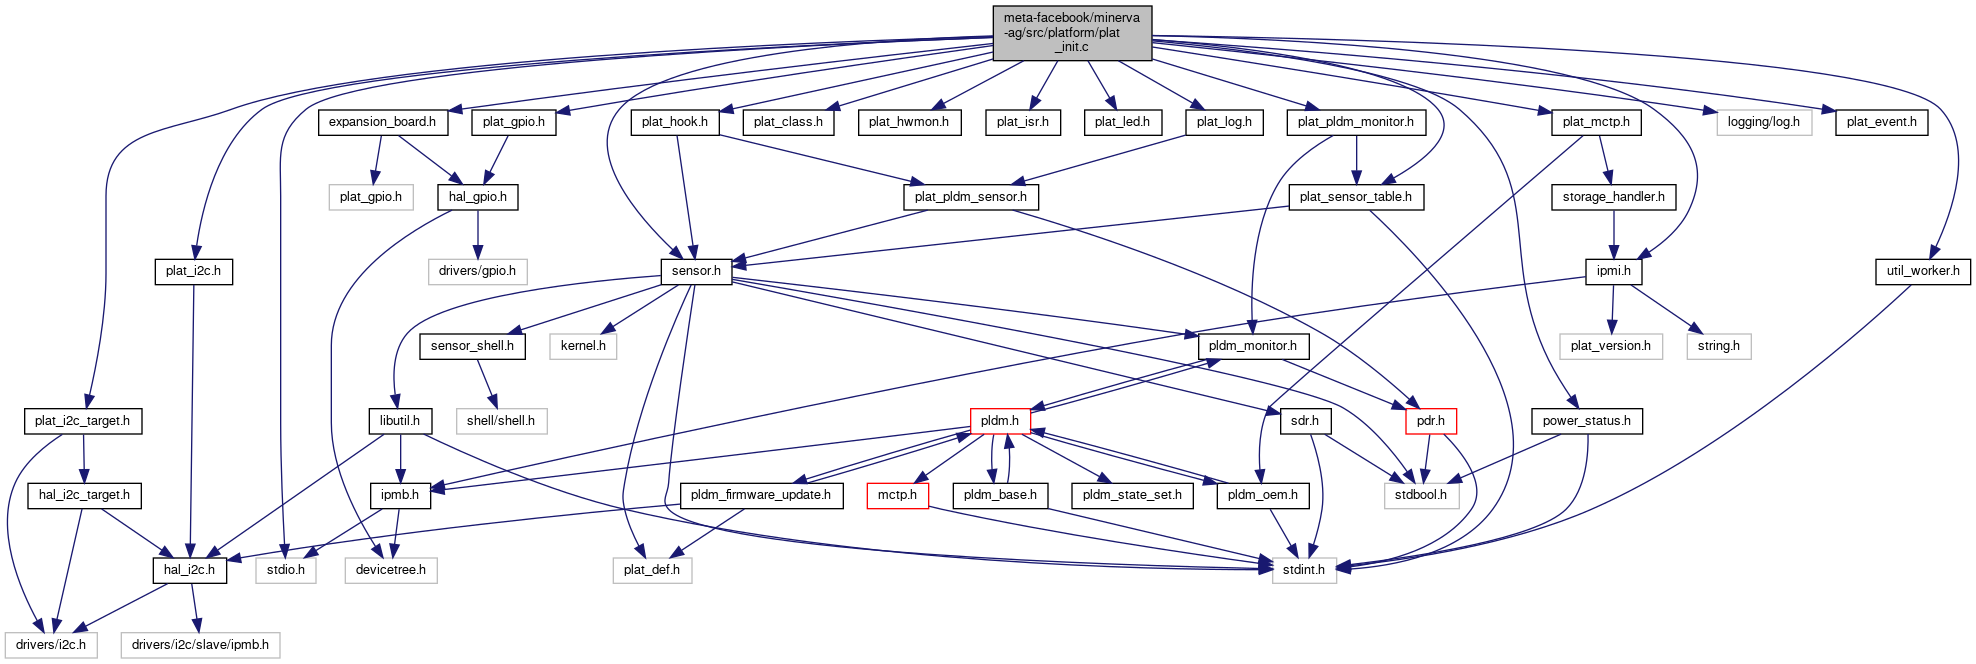 meta-facebook/minerva
-ag/src/platform/plat
_init.c
expansion_board.h
plat_gpio.h
plat_hook.h
plat_class.h
plat_hwmon.h
plat_isr.h
plat_led.h
plat_log.h
plat_pldm_monitor.h
plat_mctp.h
logging/log.h
plat_event.h
plat_gpio.h
hal_gpio.h
plat_pldm_sensor.h
plat_sensor_table.h
storage_handler.h
plat_i2c.h
drivers/gpio.h
sensor.h
ipmi.h
util_worker.h
sensor_shell.h
kernel.h
pldm_monitor.h
plat_version.h
string.h
plat_i2c_target.h
libutil.h
shell/shell.h
pldm.h
sdr.h
pdr.h
power_status.h
hal_i2c_target.h
ipmb.h
pldm_firmware_update.h
mctp.h
pldm_base.h
pldm_state_set.h
pldm_oem.h
stdbool.h
hal_i2c.h
stdio.h
devicetree.h
plat_def.h
stdint.h
drivers/i2c.h
drivers/i2c/slave/ipmb.h